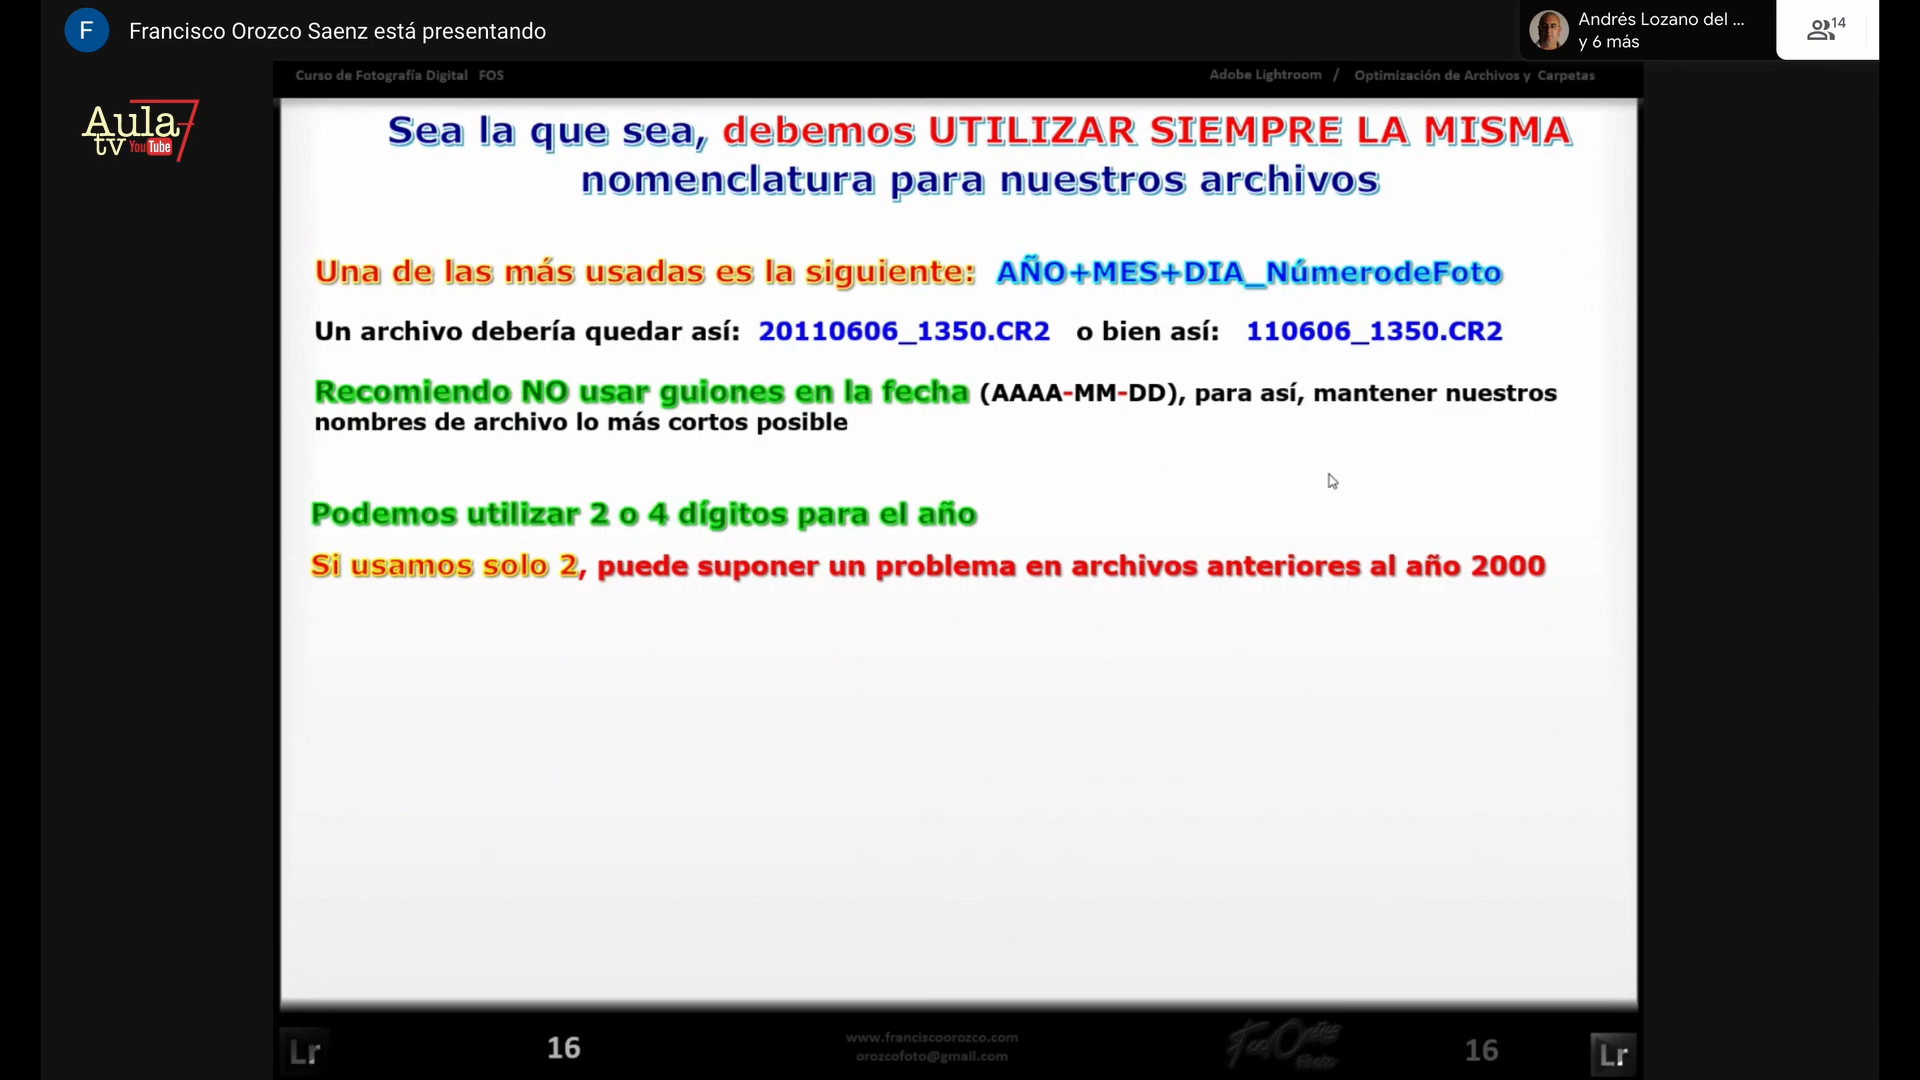 F
Francisco Orozco Saenz está presentando
Andrés Lozano del ...
y 6 más
14
Aula 7
tv YouTube
Curso de Fotografía Digital FOS
Adobe Lightroom / Optimización de Archivos y Carpetas
Sea la que sea, debemos UTILIZAR SIEMPRE LA MISMA
nomenclatura para nuestros archivos
Una de las más usadas es la siguiente: AÑO+MES+DIA_NúmerodeFoto
Un archivo debería quedar así: 20110606_1350.CR2 o bien así: 110606_1350.CR2
Recomiendo NO usar guiones en la fecha (AAAA-MM-DD), para así, mantener nuestros
nombres de archivo lo más cortos posible
Podemos utilizar 2 o 4 dígitos para el año
Si usamos solo 2, puede suponer un problema en archivos anteriores al año 2000
Lr
16
www.franciscoorozco.com
orozcofoto@gmail.com
16
Lr